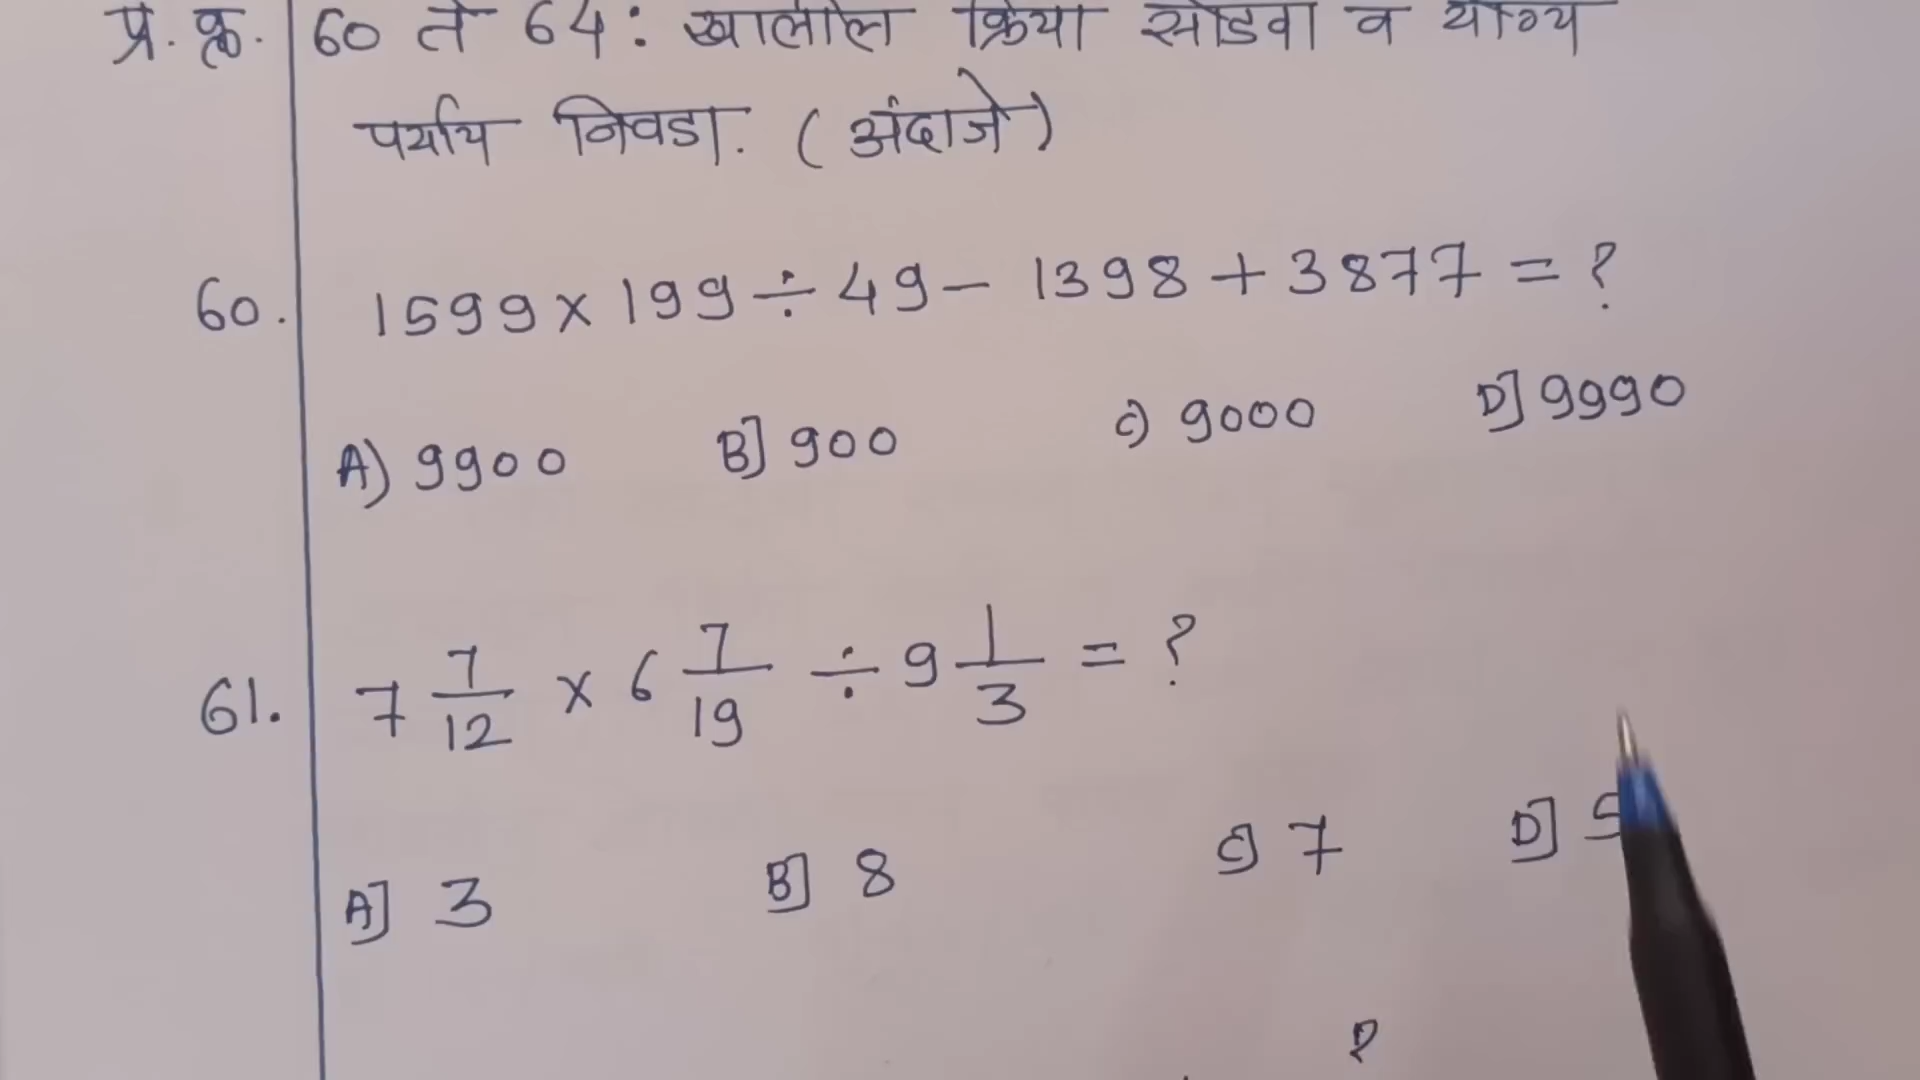 प्र. क्र. 60 ते 64: खालील क्रिया सोडवा व योग्य
पर्याय निवडा. (अंदाजे)
60. 1599 x 199 ÷ 49 - 1398 + 3877 = ?
A) 9900 B] 900 C) 9000 D] 9990
61. 7 7/12 x 6 7/19 ÷ 9 1/3 = ?
A] 3 B] 8 C] 7 D] 5
?